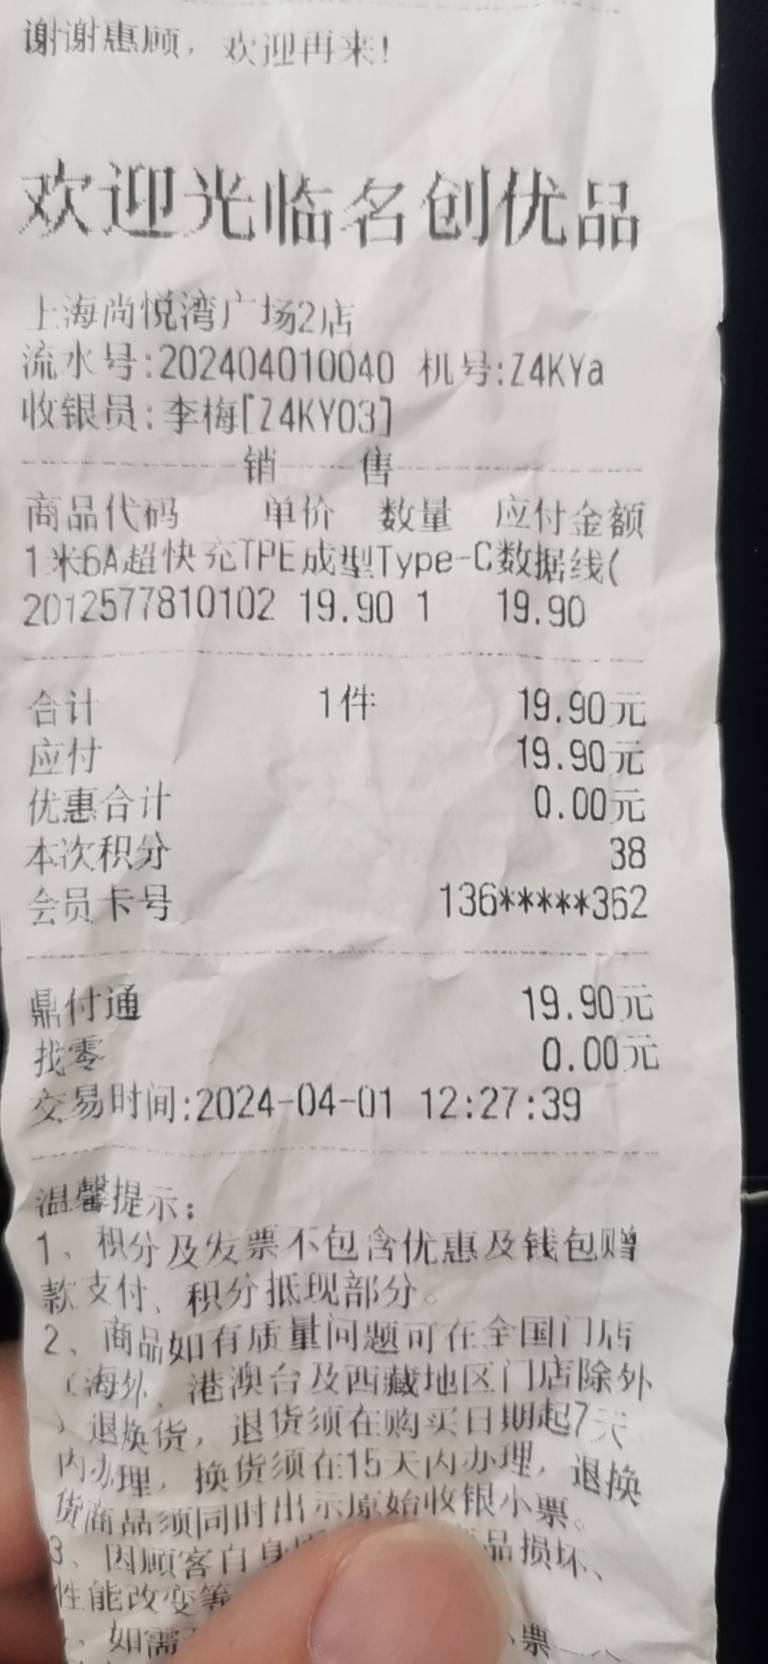 谢谢惠顾，欢迎再来！
欢迎光临名创优品
上海尚悦湾广场2店
流水号:202404010040 机号:Z4KYa
收银员:李梅[Z4KY03]
销 售
商品代码 单价 数量 应付金额
1米6A超快充TPE成型Type-C数据线(
2012577810102 19.90 1 19.90
合计 1件 19.90元
应付 19.90元
优惠合计 0.00元
本次积分 38
会员卡号 136*****362
鼎付通 19.90元
找零 0.00元
交易时间:2024-04-01 12:27:39
温馨提示：
1、积分及发票不包含优惠及钱包赠
款支付、积分抵现部分。
2、商品如有质量问题可在全国门店
（海外、港澳台及西藏地区门店除外
）退换货，退货须在购买日期起7天
内办理，换货须在15天内办理，退换
货商品须同时出示原始收银小票。
3、因顾客自身 品损坏、
性能改变等
、如需 票